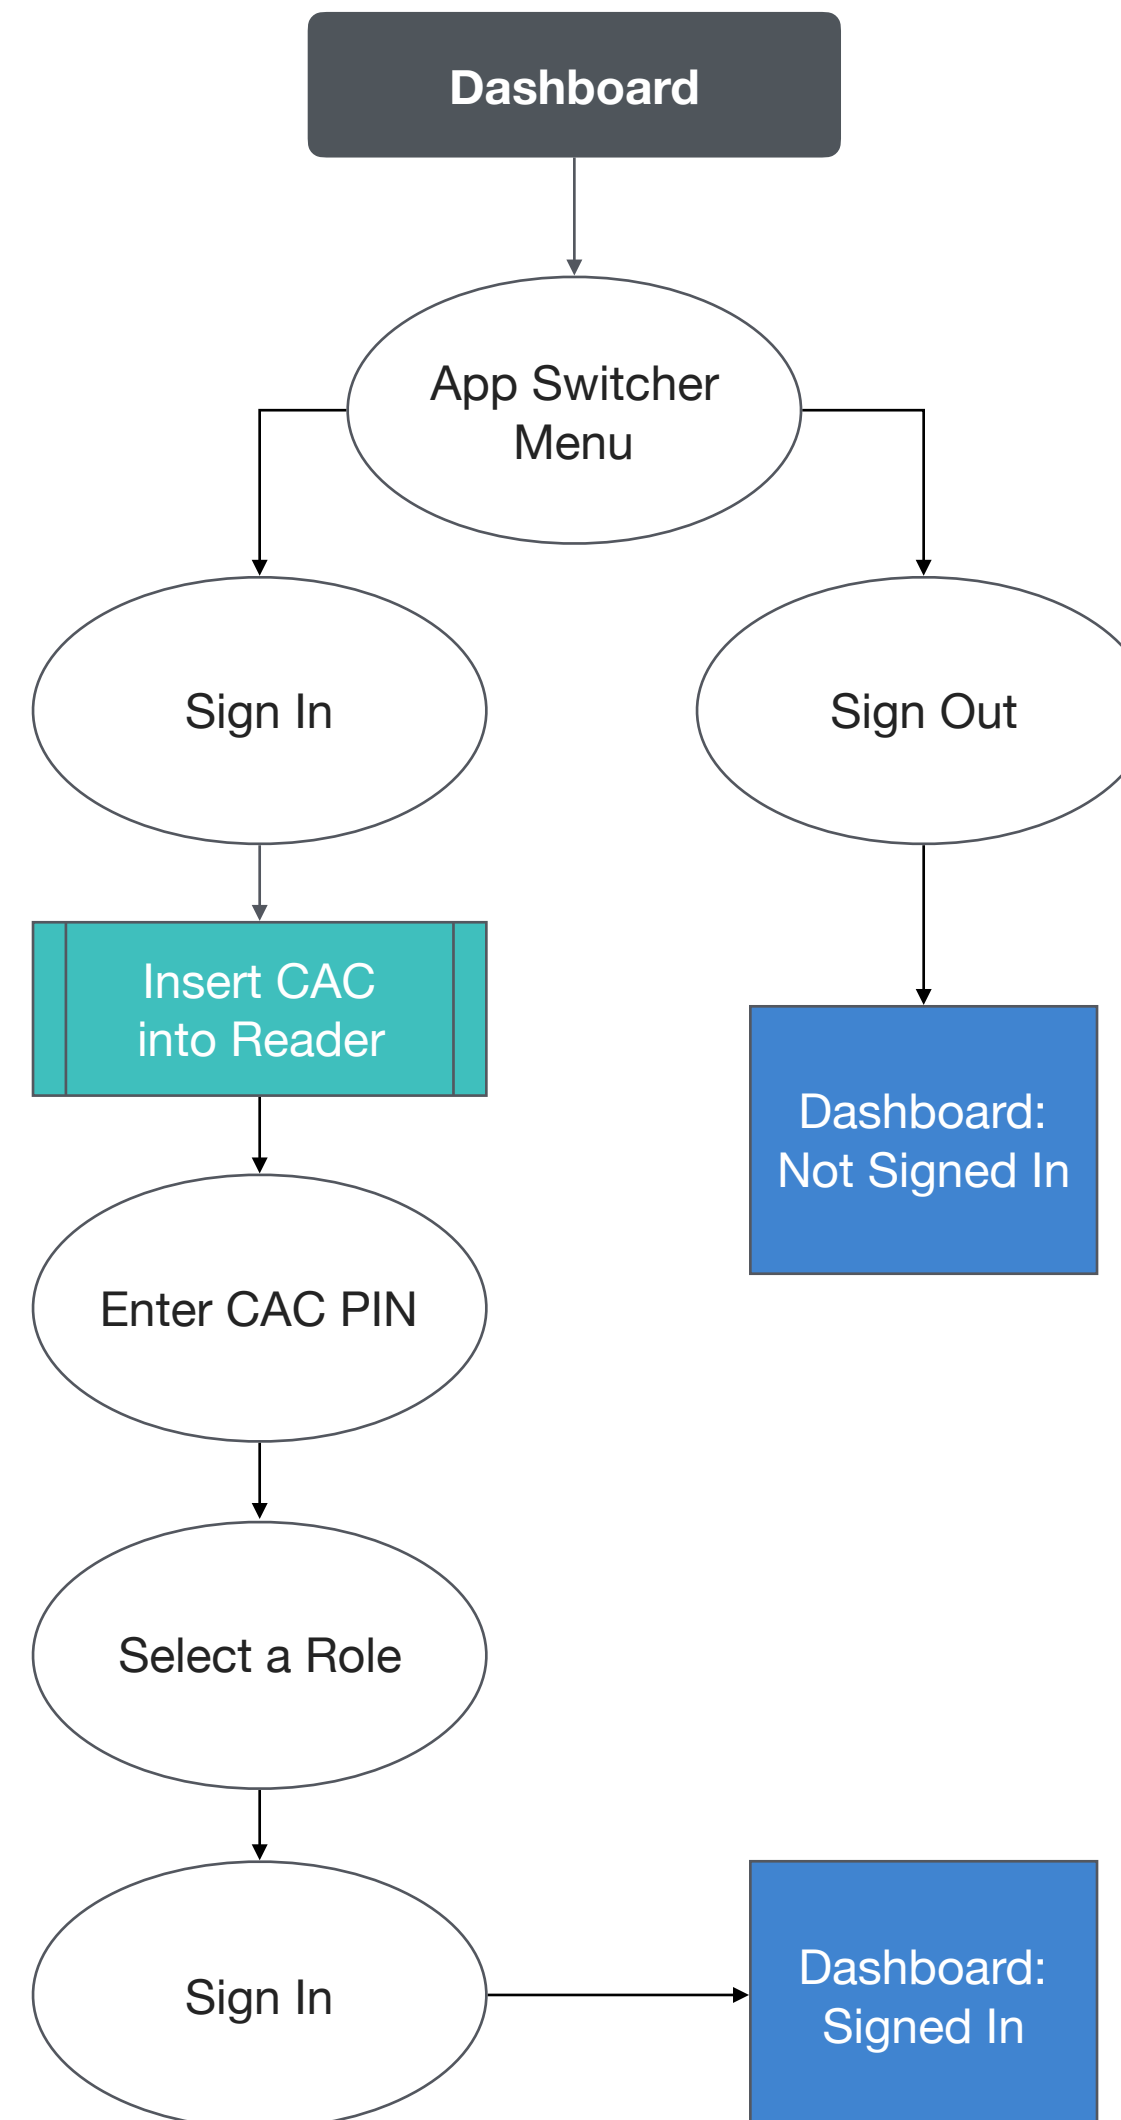 Dashboard
App Switcher
Menu
Sign In
Sign Out
Insert CAC
into Reader
Dashboard:
Not Signed In
Enter CAC PIN
Select a Role
Sign In
Dashboard:
Signed In